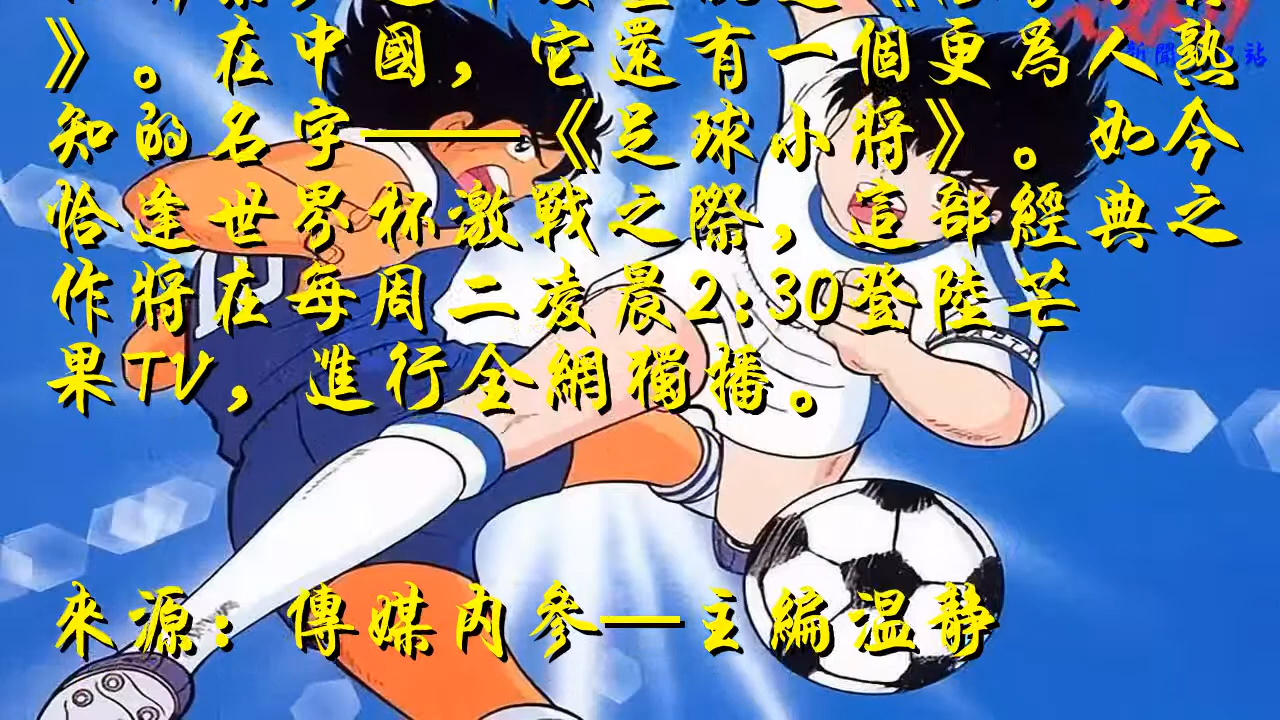 》。在中國，它還有一個更爲人熟
知的名字——《足球小將》。如今
恰逢世界杯激戰之際，這部經典之
作將在每周二凌晨2:30登陸芒
果TV，進行全網獨播。
來源：傳媒内參—主編温静